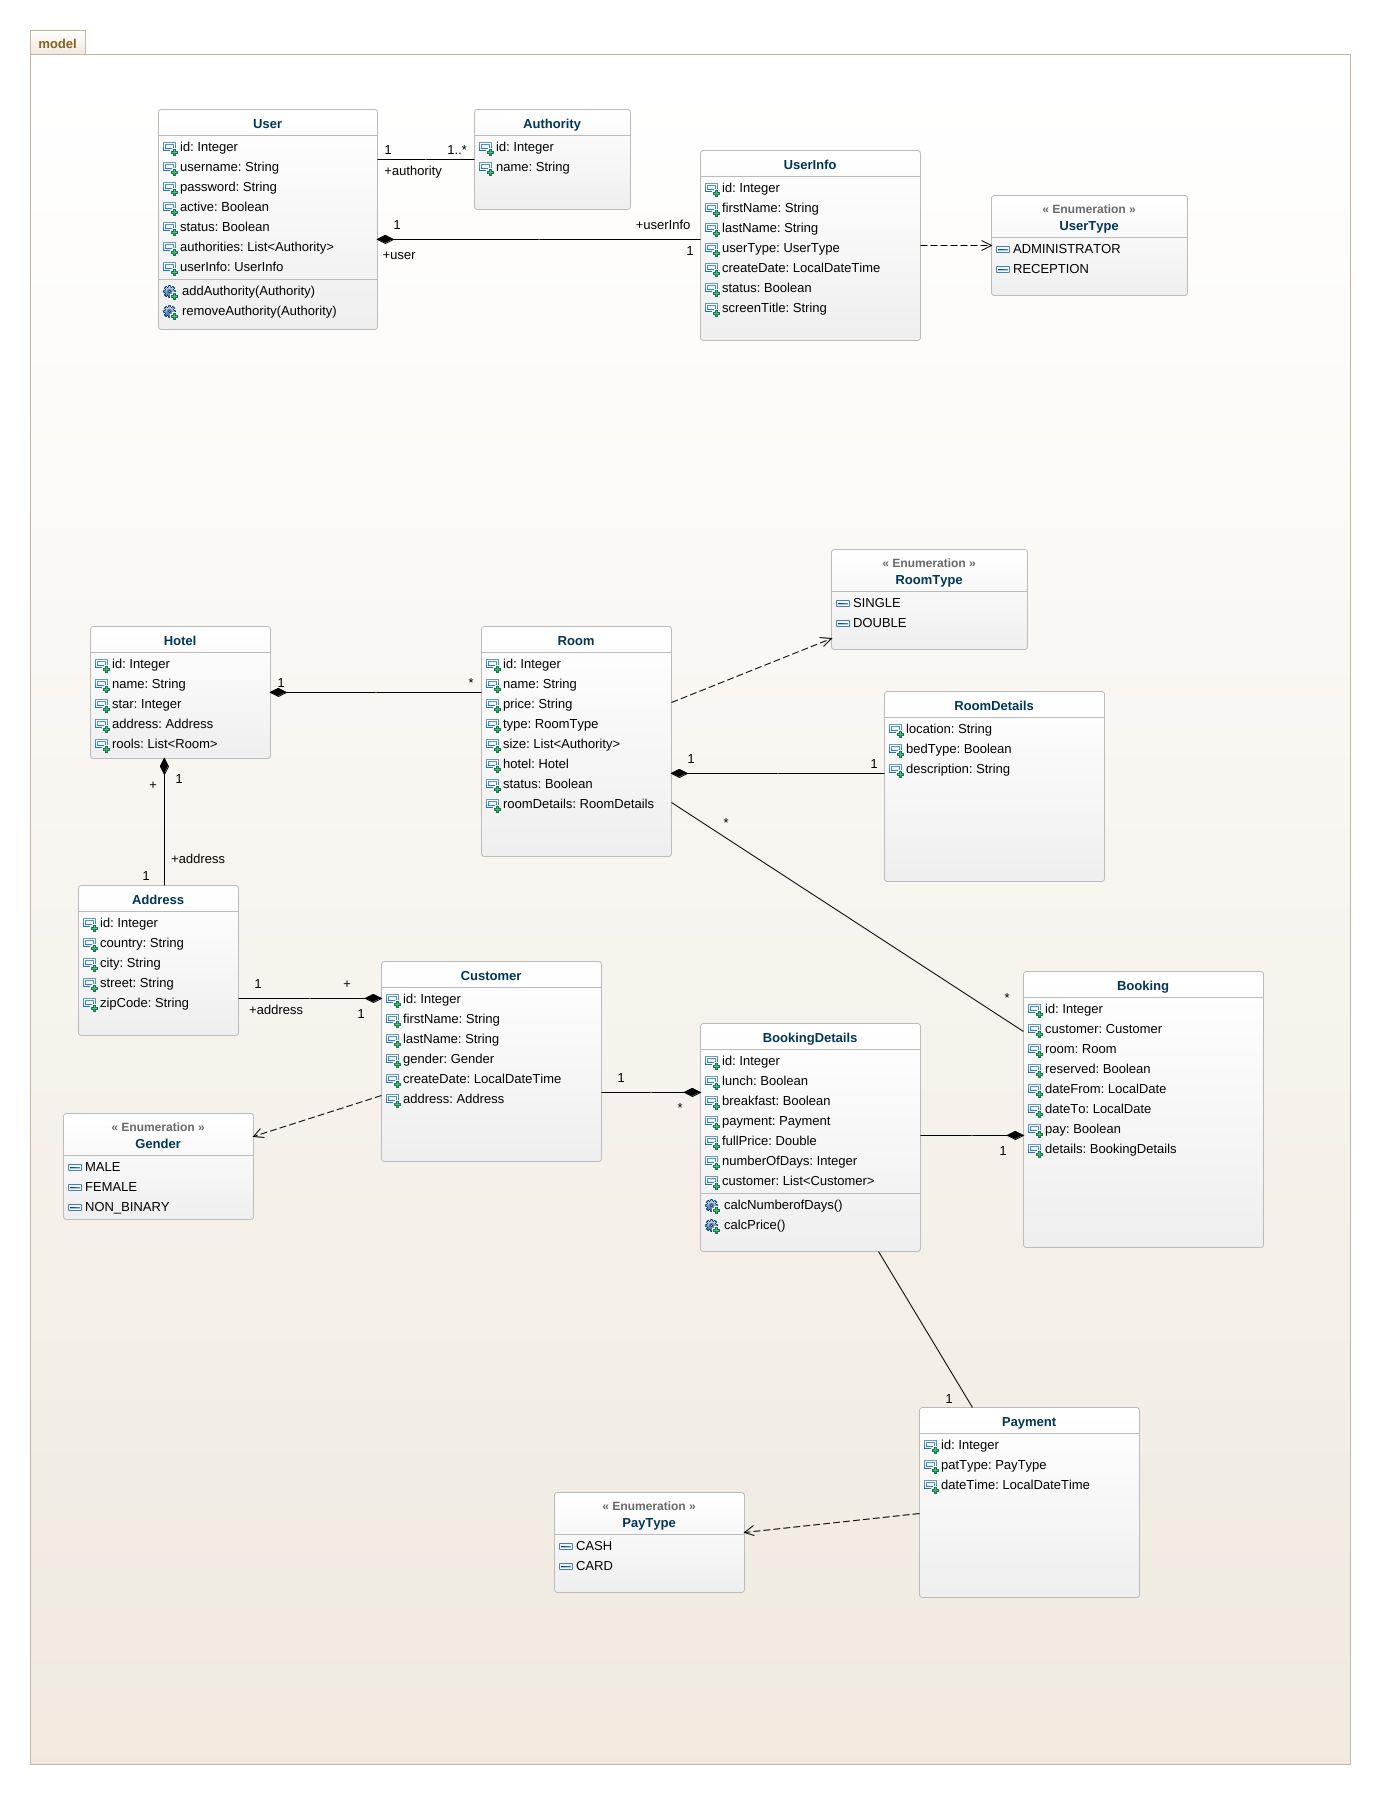 model
User
id: Integer
username: String
password: String
active: Boolean
status: Boolean
authorities: List<Authority>
userInfo: UserInfo
addAuthority(Authority)
removeAuthority(Authority)
1
1..*
+authority
Authority
id: Integer
name: String
1
+userInfo
+user
1
UserInfo
id: Integer
firstName: String
lastName: String
userType: UserType
createDate: LocalDateTime
status: Boolean
screenTitle: String
« Enumeration »
UserType
ADMINISTRATOR
RECEPTION
« Enumeration »
RoomType
SINGLE
DOUBLE
Hotel
id: Integer
name: String
star: Integer
address: Address
rools: List<Room>
1
*
Room
id: Integer
name: String
price: String
type: RoomType
size: List<Authority>
hotel: Hotel
status: Boolean
roomDetails: RoomDetails
1
1
RoomDetails
location: String
bedType: Boolean
description: String
+
1
+address
1
*
*
Address
id: Integer
country: String
city: String
street: String
zipCode: String
1
+
+address
1
Customer
id: Integer
firstName: String
lastName: String
gender: Gender
createDate: LocalDateTime
address: Address
1
*
BookingDetails
id: Integer
lunch: Boolean
breakfast: Boolean
payment: Payment
fullPrice: Double
numberOfDays: Integer
customer: List<Customer>
calcNumberofDays()
calcPrice()
1
Booking
id: Integer
customer: Customer
room: Room
reserved: Boolean
dateFrom: LocalDate
dateTo: LocalDate
pay: Boolean
details: BookingDetails
« Enumeration »
Gender
MALE
FEMALE
NON_BINARY
1
Payment
id: Integer
patType: PayType
dateTime: LocalDateTime
« Enumeration »
PayType
CASH
CARD